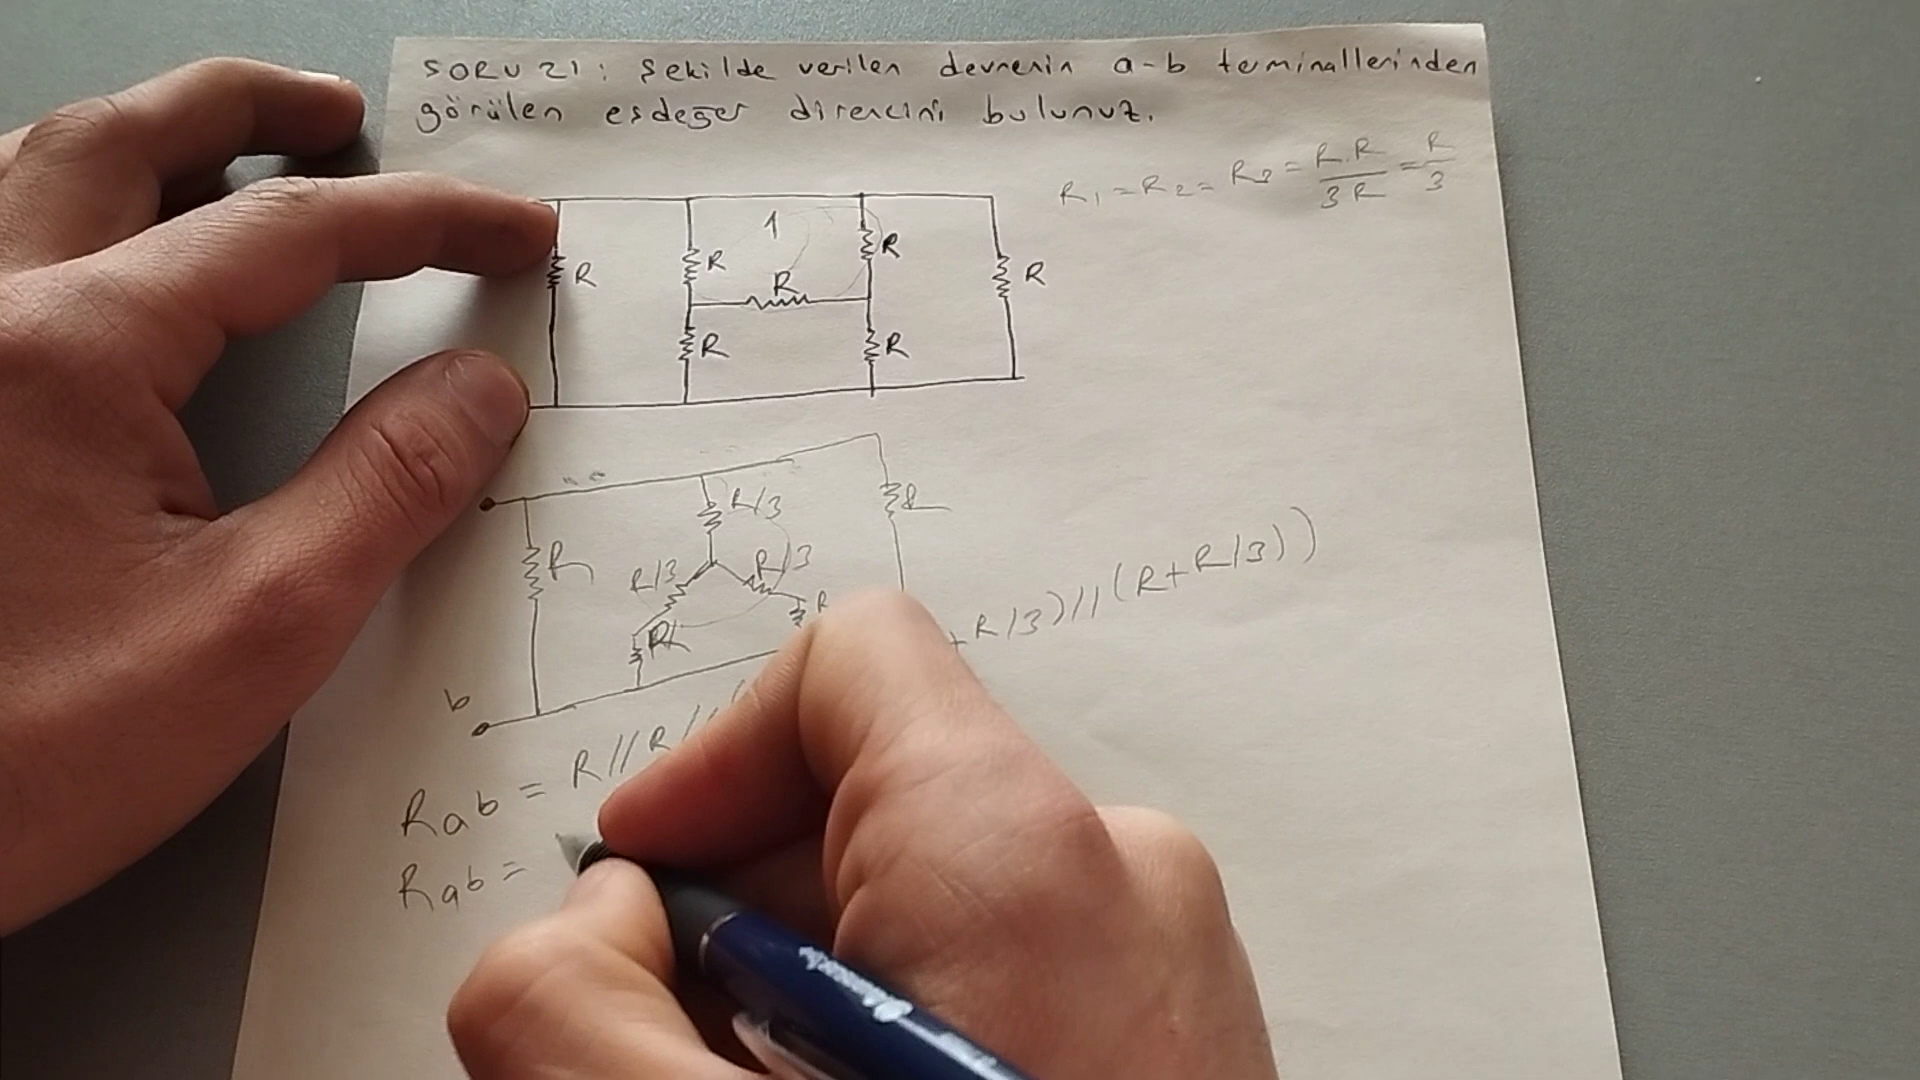 SORU 21: Şekilde verilen devrenin a-b terminallerinden
görülen eşdeğer direncini bulunuz.
R1 = R2 = R3 = R.R / 3R = R / 3
1
R
R
R
R
R
R
R
R/3
R
R
R/3
R/3
R
R
b
Rab = R//R// + R/3)//(R+R/3))
Rab =